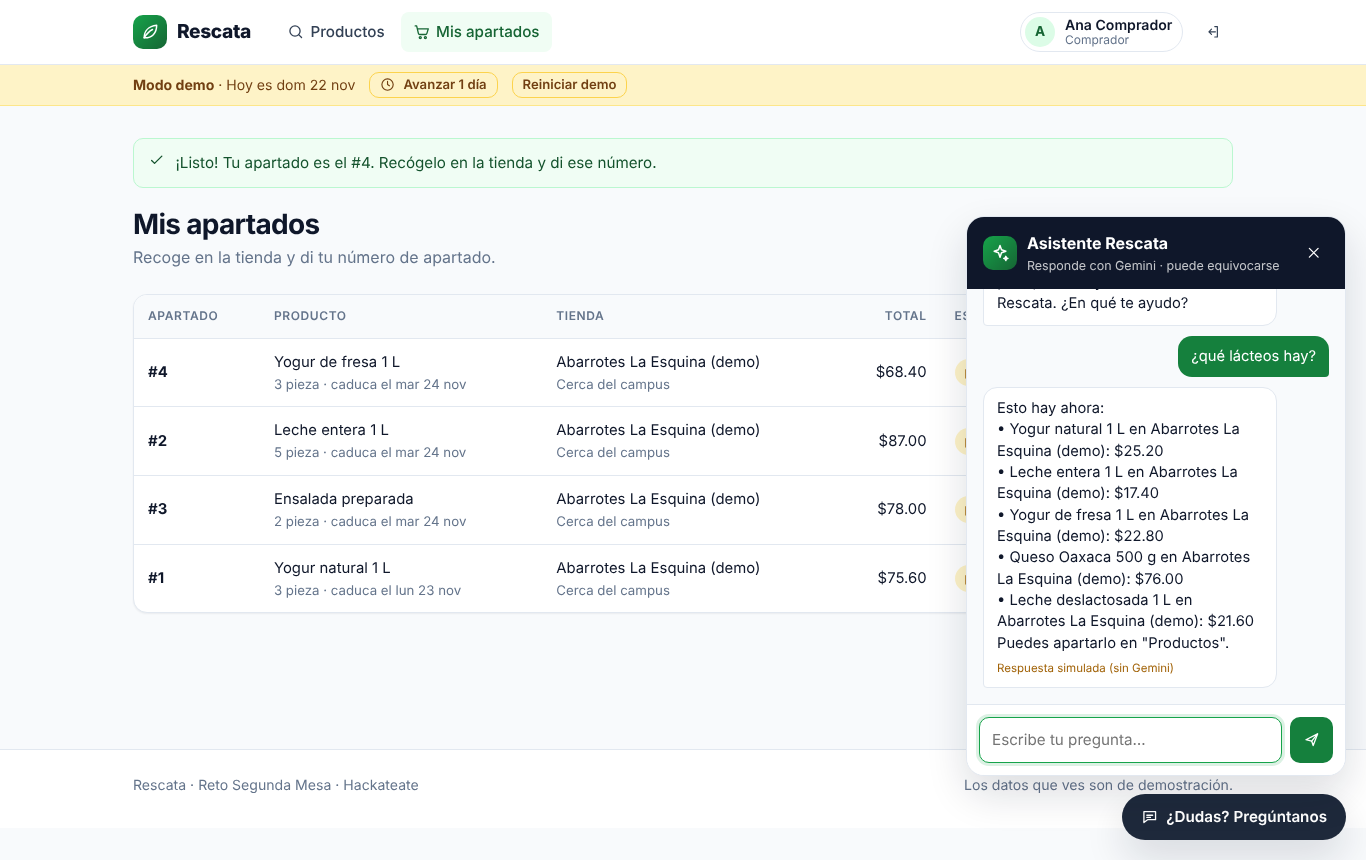 Rescata
Productos
Mis apartados
A
Ana Comprador
Comprador
Modo demo · Hoy es dom 22 nov
Avanzar 1 día
Reiniciar demo
¡Listo! Tu apartado es el #4. Recógelo en la tienda y di ese número.
Mis apartados
Recoge en la tienda y di tu número de apartado.
APARTADO PRODUCTO TIENDA TOTAL
#4 Yogur de fresa 1 L Abarrotes La Esquina (demo) $68.40
3 pieza · caduca el mar 24 nov Cerca del campus
#2 Leche entera 1 L Abarrotes La Esquina (demo) $87.00
5 pieza · caduca el mar 24 nov Cerca del campus
#3 Ensalada preparada Abarrotes La Esquina (demo) $78.00
2 pieza · caduca el mar 24 nov Cerca del campus
#1 Yogur natural 1 L Abarrotes La Esquina (demo) $75.60
3 pieza · caduca el lun 23 nov Cerca del campus
Asistente Rescata
Responde con Gemini · puede equivocarse
Rescata. ¿En qué te ayudo?
¿qué lácteos hay?
Esto hay ahora:
• Yogur natural 1 L en Abarrotes La
Esquina (demo): $25.20
• Leche entera 1 L en Abarrotes La
Esquina (demo): $17.40
• Yogur de fresa 1 L en Abarrotes La
Esquina (demo): $22.80
• Queso Oaxaca 500 g en Abarrotes
La Esquina (demo): $76.00
• Leche deslactosada 1 L en
Abarrotes La Esquina (demo): $21.60
Puedes apartarlo en "Productos".
Respuesta simulada (sin Gemini)
Escribe tu pregunta...
Rescata · Reto Segunda Mesa · Hackateate
Los datos que ves son de demostración.
¿Dudas? Pregúntanos